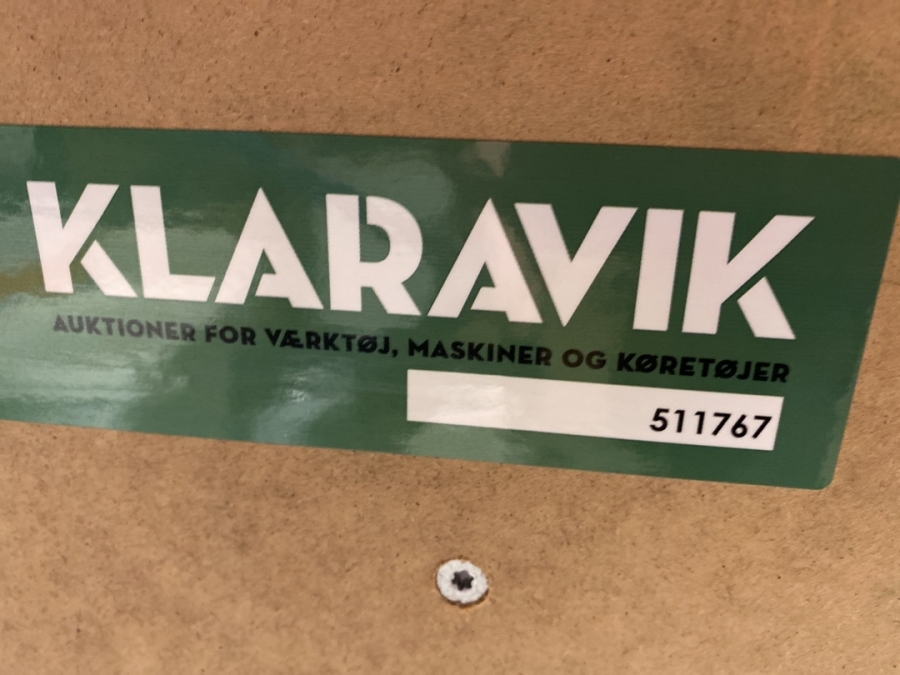 KLARAVIK
AUKTIONER FOR VÆRKTØJ, MASKINER OG KØRETØJER
511767